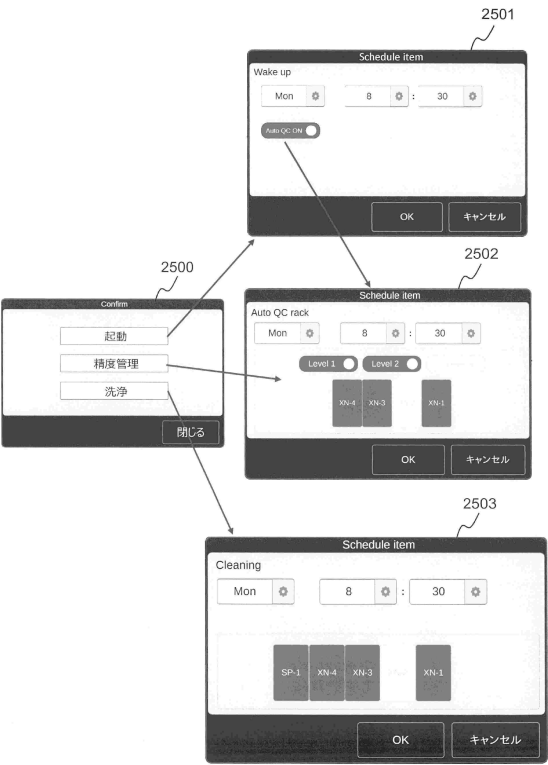 2501
Schedule item
Wake up
Mon 8 : 30
Auto QC ON
OK キャンセル
2500
Confirm
起動
精度管理
洗浄
閉じる
2502
Schedule item
Auto QC rack
Mon 8 : 30
Level 1 Level 2
XN-4 XN-3 XN-1
OK キャンセル
2503
Schedule item
Cleaning
Mon 8 : 30
SP-1 XN-4 XN-3 XN-1
OK キャンセル